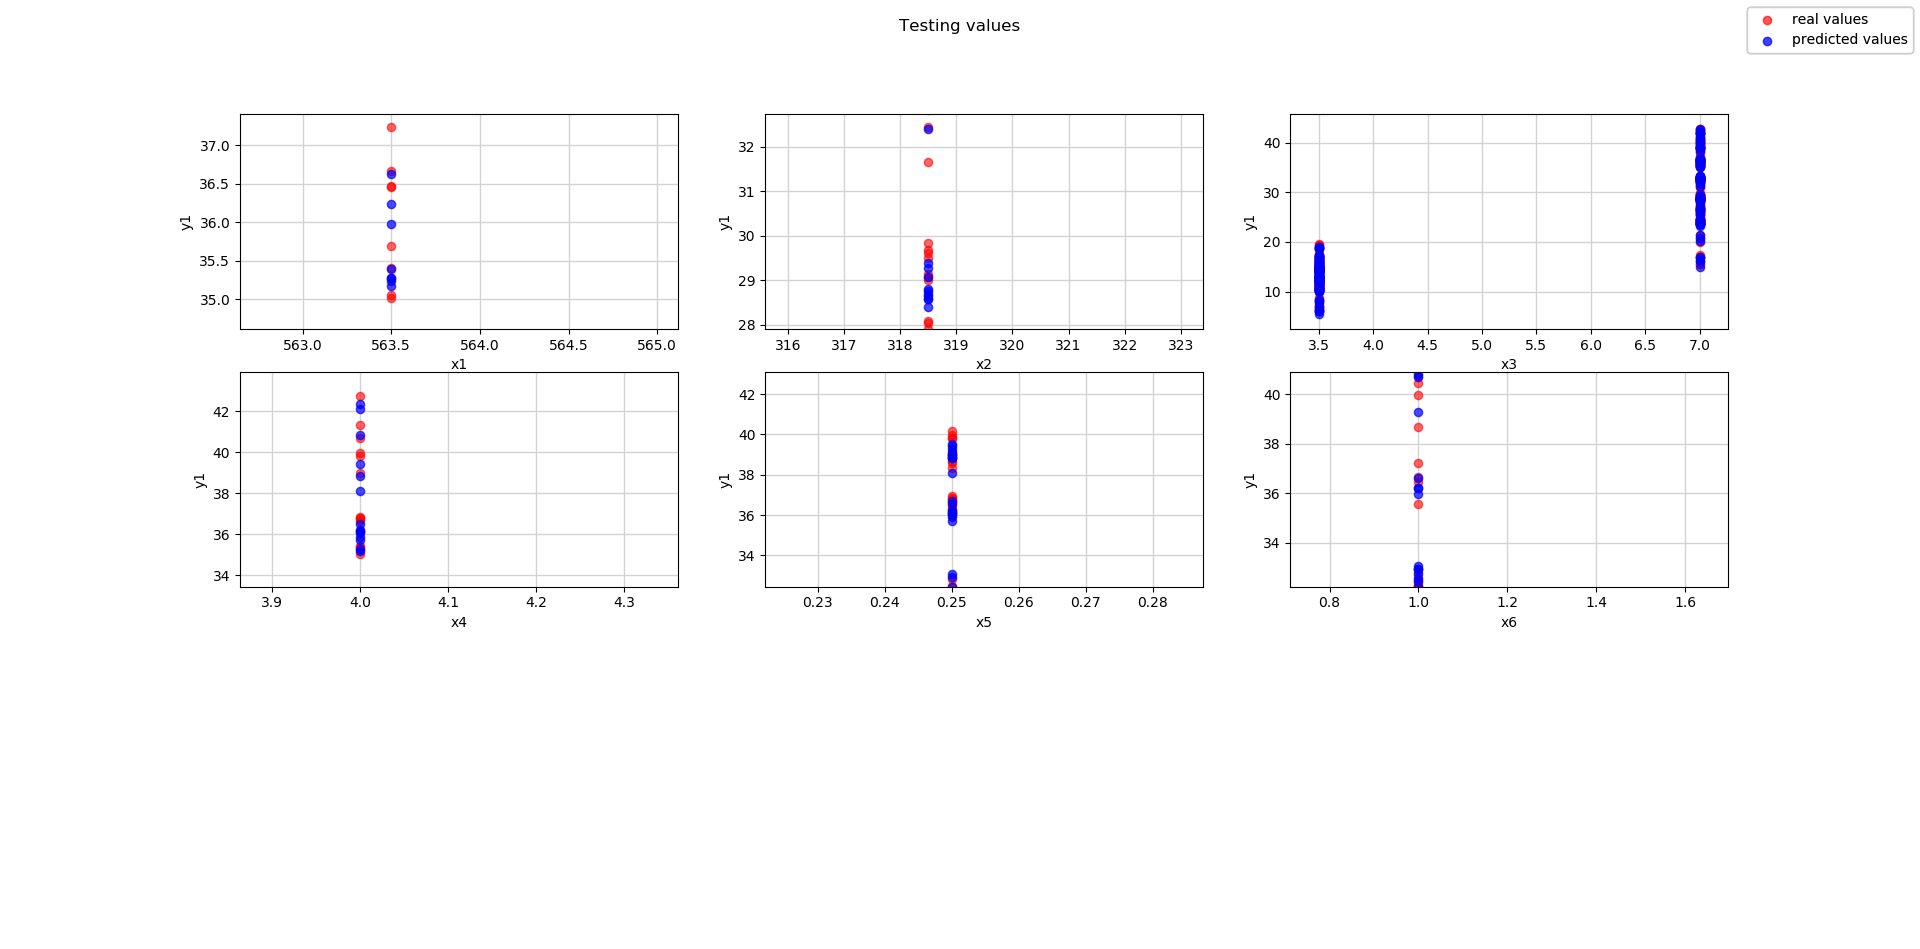 Testing values
real values
predicted values
37.0
36.5
36.0
35.5
35.0
y1
563.0 563.5 564.0 564.5 565.0
x1
32
31
30
29
28
y1
316 317 318 319 320 321 322 323
x2
40
30
20
10
y1
3.5 4.0 4.5 5.0 5.5 6.0 6.5 7.0
x3
42
40
38
36
34
y1
3.9 4.0 4.1 4.2 4.3
x4
42
40
38
36
34
y1
0.23 0.24 0.25 0.26 0.27 0.28
x5
40
38
36
34
y1
0.8 1.0 1.2 1.4 1.6
x6